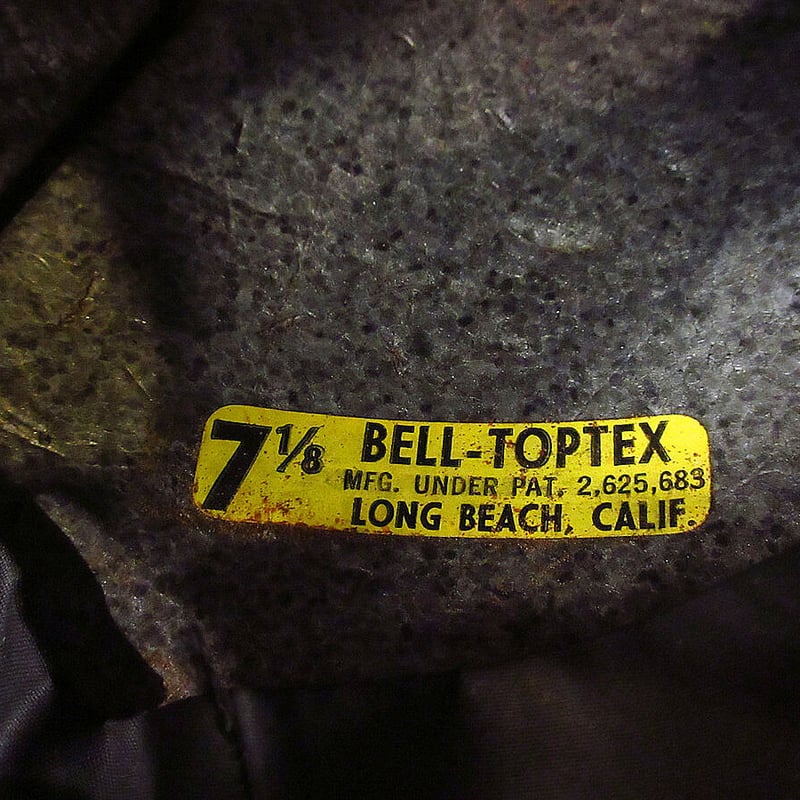 7 1/8 BELL-TOPTEX
MFG. UNDER PAT. 2,625,683
LONG BEACH, CALIF.